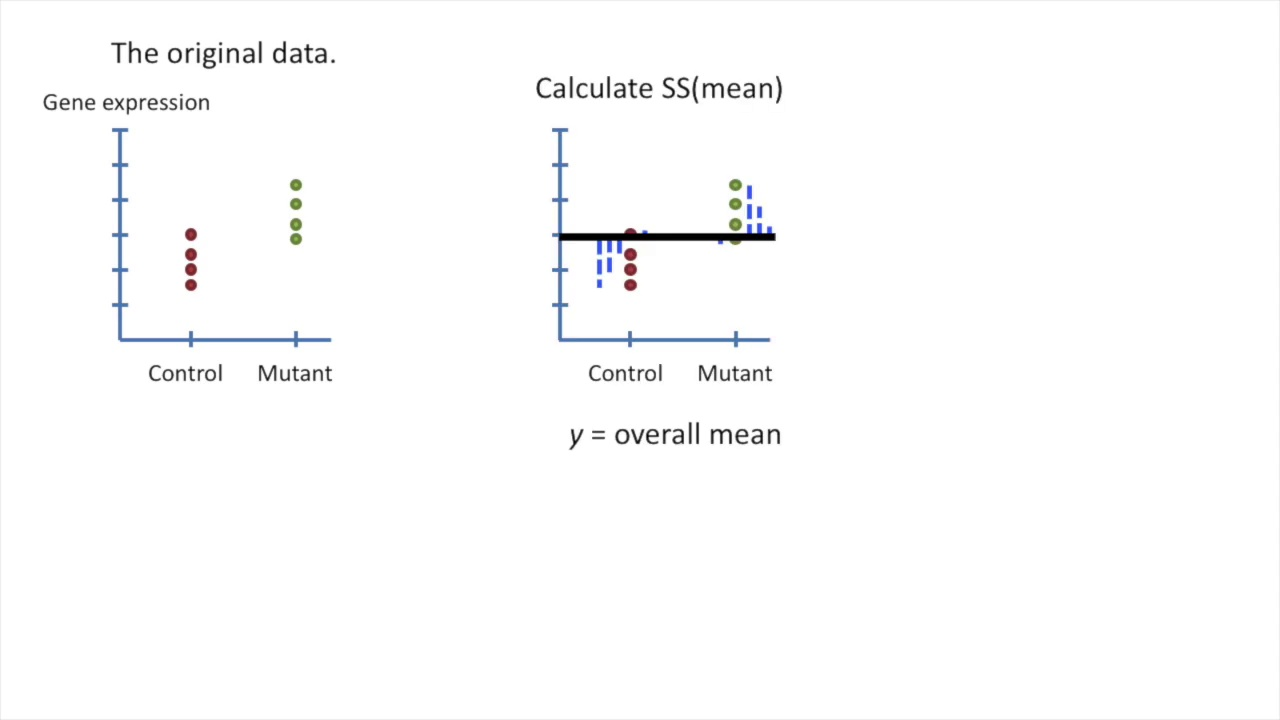 The original data.
Gene expression
Control Mutant
Calculate SS(mean)
Control Mutant
y = overall mean